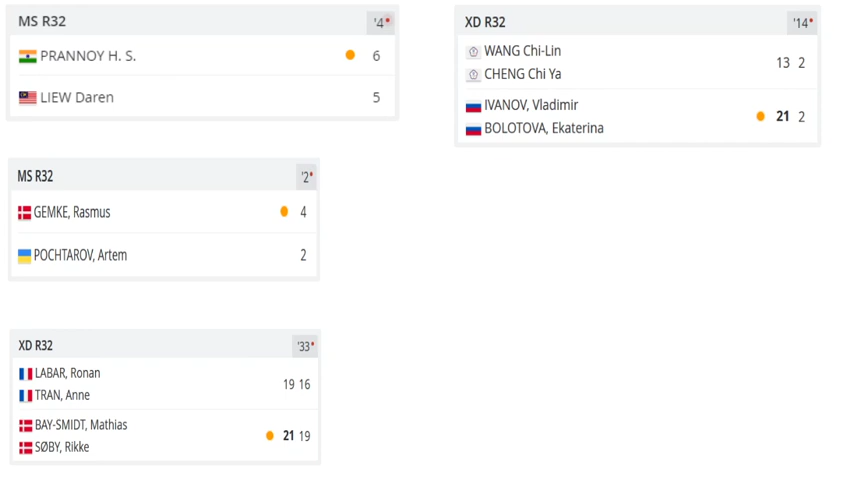 MS R32 '4
PRANNOY H. S. 6
LIEW Daren 5
MS R32 '2
GEMKE, Rasmus 4
POCHTAROV, Artem 2
XD R32 '33
LABAR, Ronan
TRAN, Anne
19 16
BAY-SMIDT, Mathias
SØBY, Rikke
21 19
XD R32 '14
WANG Chi-Lin
CHENG Chi Ya
13 2
IVANOV, Vladimir
BOLOTOVA, Ekaterina
21 2